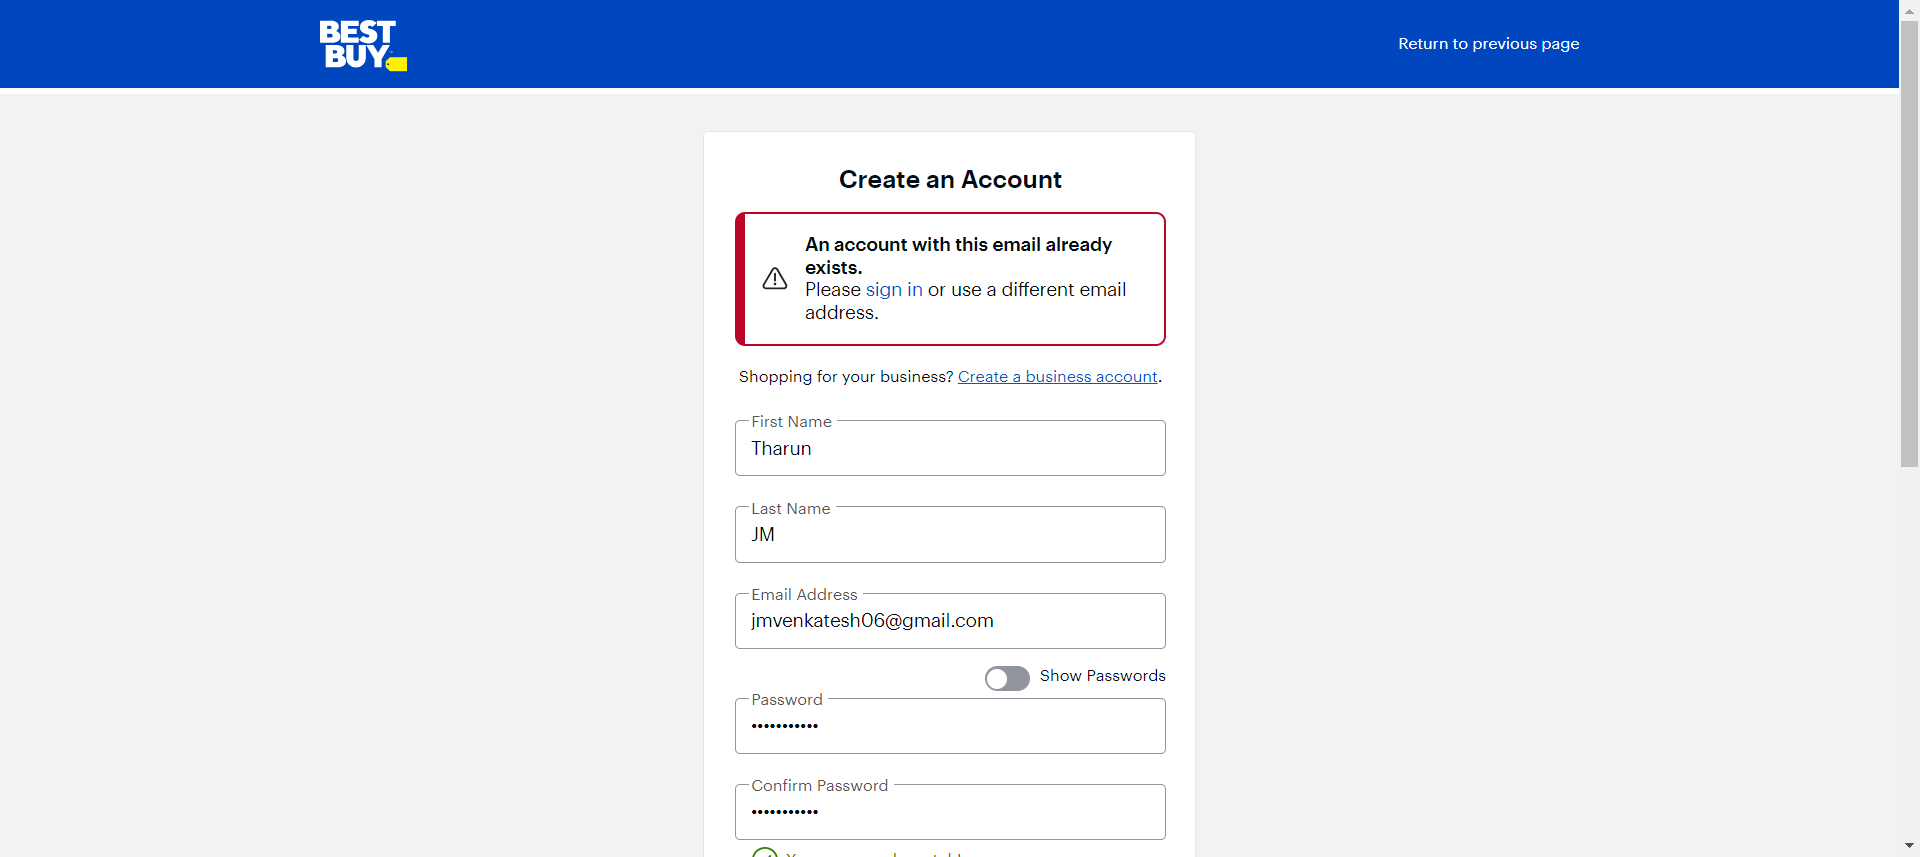 BEST
BUY
Return to previous page
Create an Account
An account with this email already
exists.
Please sign in or use a different email
address.
Shopping for your business? Create a business account.
First Name
Tharun
Last Name
JM
Email Address
jmvenkatesh06@gmail.com
Show Passwords
Password
•••••••••••
Confirm Password
•••••••••••